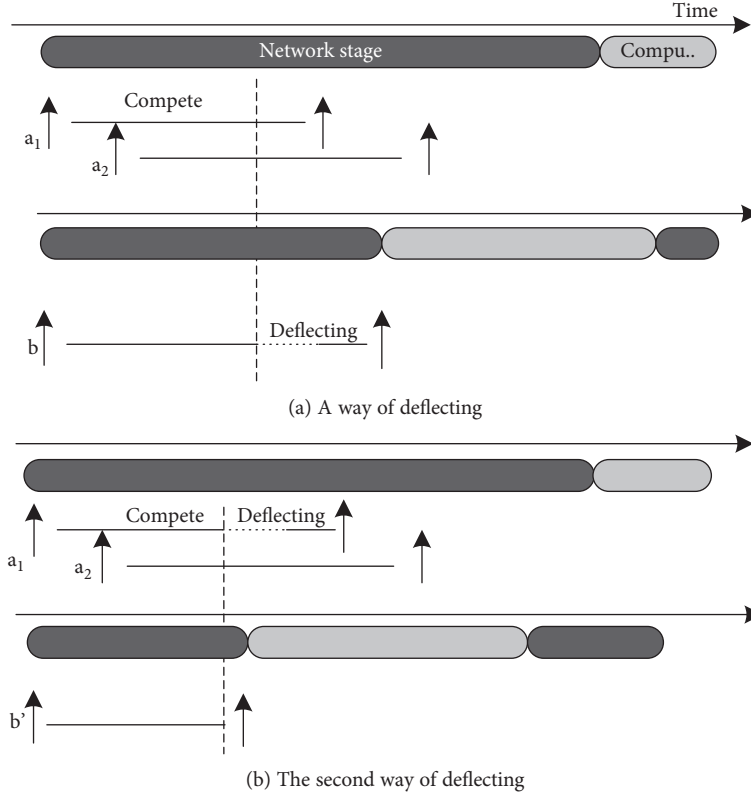 Time
Network stage
Compu..
Compete
a1
a2
Deflecting
b
(a) A way of deflecting
Compete
Deflecting
a1
a2
b'
(b) The second way of deflecting